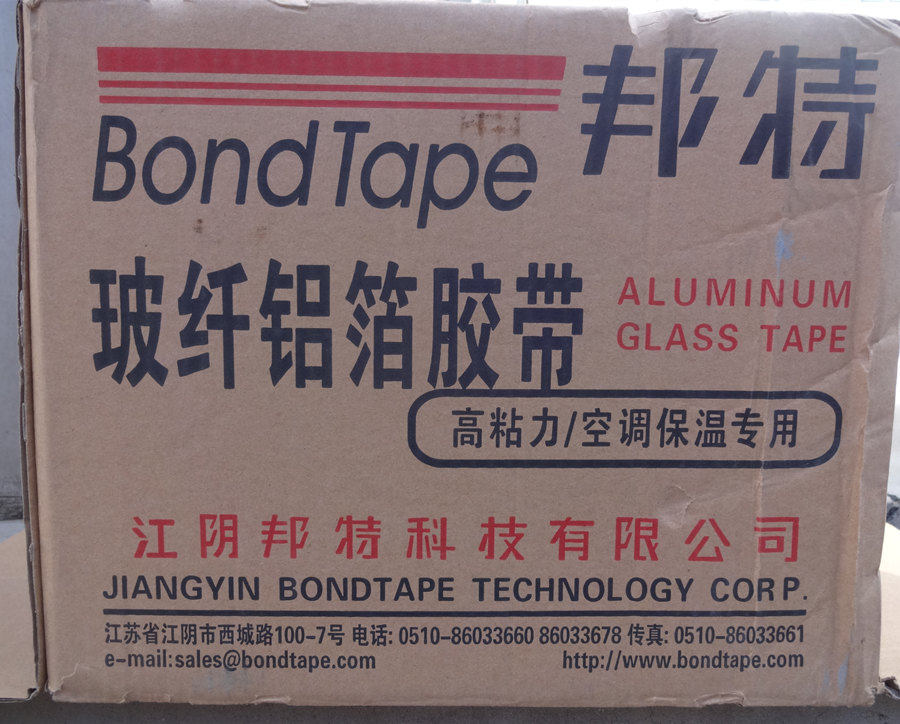 BondTape 邦特
玻纤铝箔胶带
ALUMINUM
GLASS TAPE
高粘力/空调保温专用
江阴邦特科技有限公司
JIANGYIN BONDTAPE TECHNOLOGY CORP.
江苏省江阴市西城路100-7号 电话: 0510-86033660 86033678 传真: 0510-86033661
e-mail:sales@bondtape.com http://www.bondtape.com